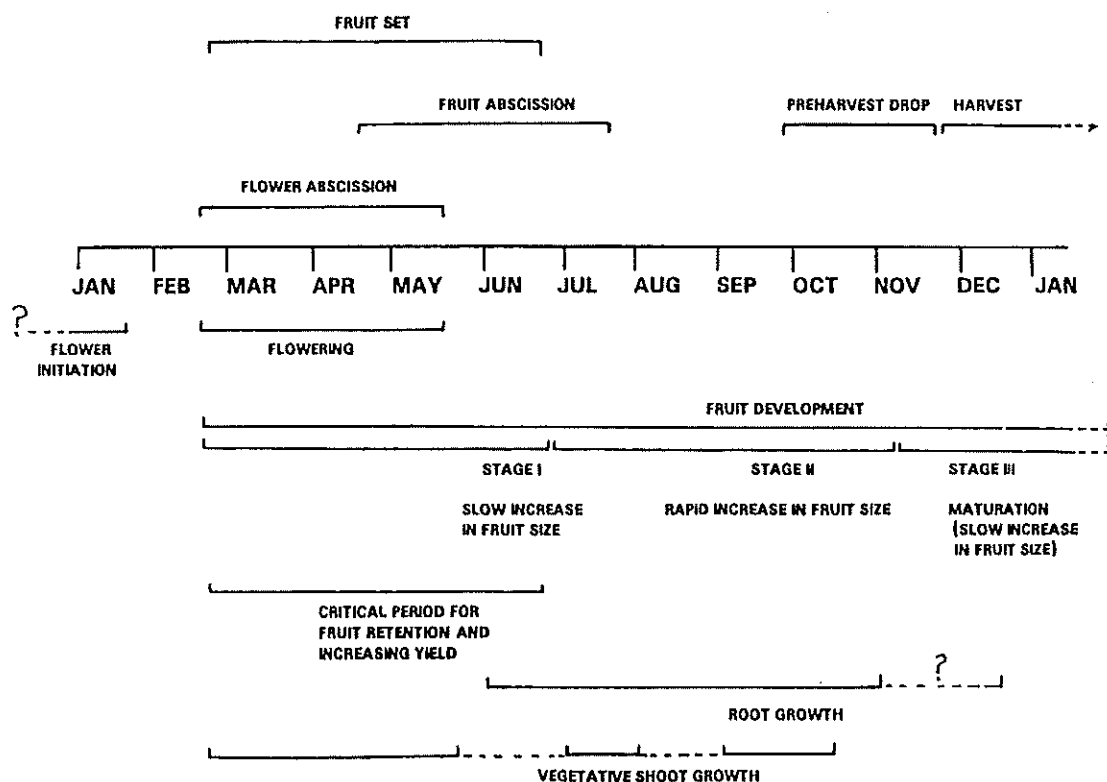 FRUIT SET
FRUIT ABSCISSION
PREHARVEST DROP
HARVEST
FLOWER ABSCISSION
JAN FEB MAR APR MAY JUN JUL AUG SEP OCT NOV DEC JAN
?
FLOWER
INITIATION
FLOWERING
FRUIT DEVELOPMENT
STAGE I
SLOW INCREASE
IN FRUIT SIZE
STAGE II
RAPID INCREASE IN FRUIT SIZE
STAGE III
MATURATION
(SLOW INCREASE
IN FRUIT SIZE)
CRITICAL PERIOD FOR
FRUIT RETENTION AND
INCREASING YIELD
?
ROOT GROWTH
VEGETATIVE SHOOT GROWTH